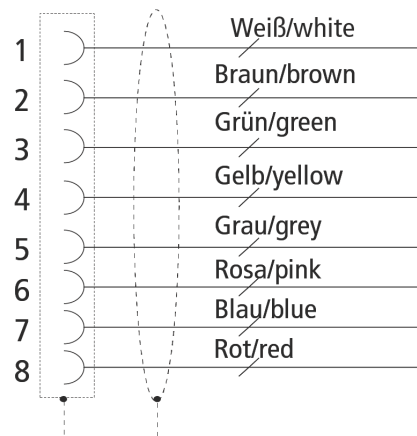 1 Weiß/white
2 Braun/brown
3 Grün/green
4 Gelb/yellow
5 Grau/grey
6 Rosa/pink
7 Blau/blue
8 Rot/red